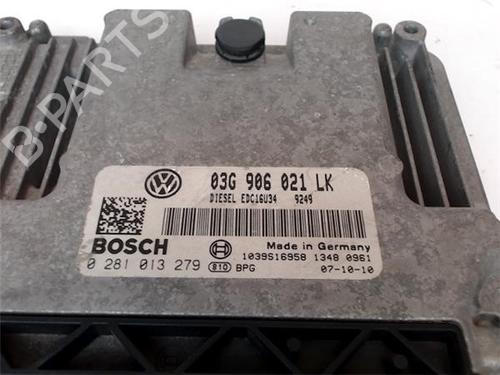 B-PARTS
03G 906 021 LK
DIESEL EDC16U34 9249
BOSCH
Made in Germany
1039S16958 1348 0961
0 281 013 279 810 BPG 07-10-10